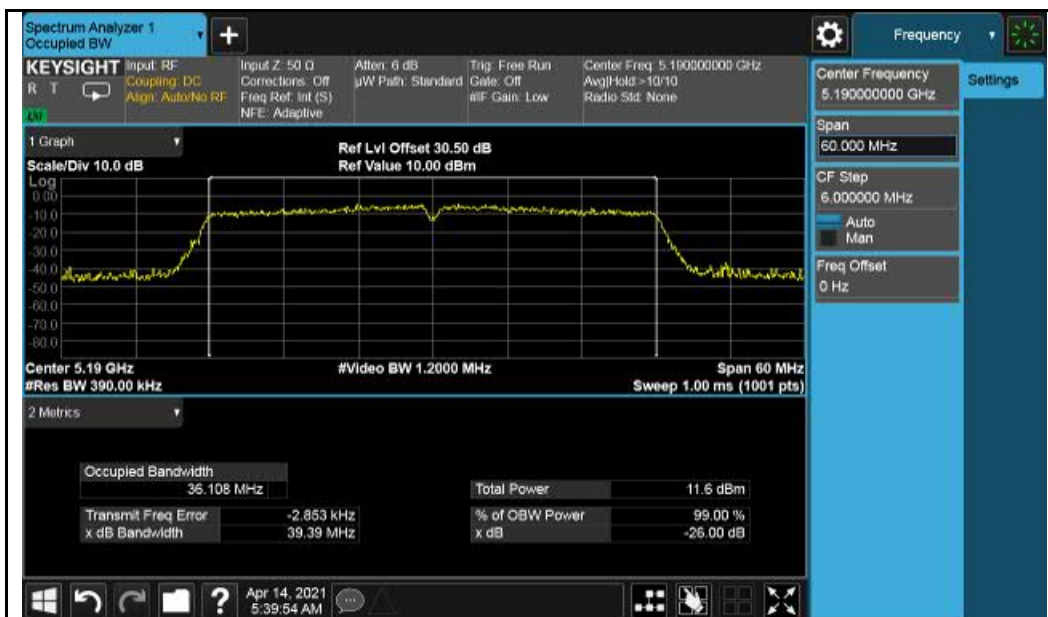 Spectrum Analyzer 1
Occupied BW
+
Frequency
KEYSIGHT
R T
Input: RF
Coupling: DC
Align: Auto/No RF
Input Z: 50 Ω
Corrections: Off
Freq Ref: Int (S)
NFE: Adaptive
Atten: 6 dB
µW Path: Standard
Trig: Free Run
Gate: Off
#IF Gain: Low
Center Freq: 5.190000000 GHz
Avg|Hold:>10/10
Radio Std: None
Center Frequency
5.190000000 GHz
Settings
Span
60.000 MHz
CF Step
6.000000 MHz
Auto
Man
Freq Offset
0 Hz
1 Graph
Scale/Div 10.0 dB
Ref Lvl Offset 30.50 dB
Ref Value 10.00 dBm
Log
0.00
-10.0
-20.0
-30.0
-40.0
-50.0
-60.0
-70.0
-80.0
Center 5.19 GHz
#Video BW 1.2000 MHz
Span 60 MHz
#Res BW 390.00 kHz
Sweep 1.00 ms (1001 pts)
2 Metrics
Occupied Bandwidth
36.108 MHz
Total Power 11.6 dBm
Transmit Freq Error -2.853 kHz
% of OBW Power 99.00 %
x dB Bandwidth 39.39 MHz
x dB -26.00 dB
?
Apr 14, 2021
5:39:54 AM